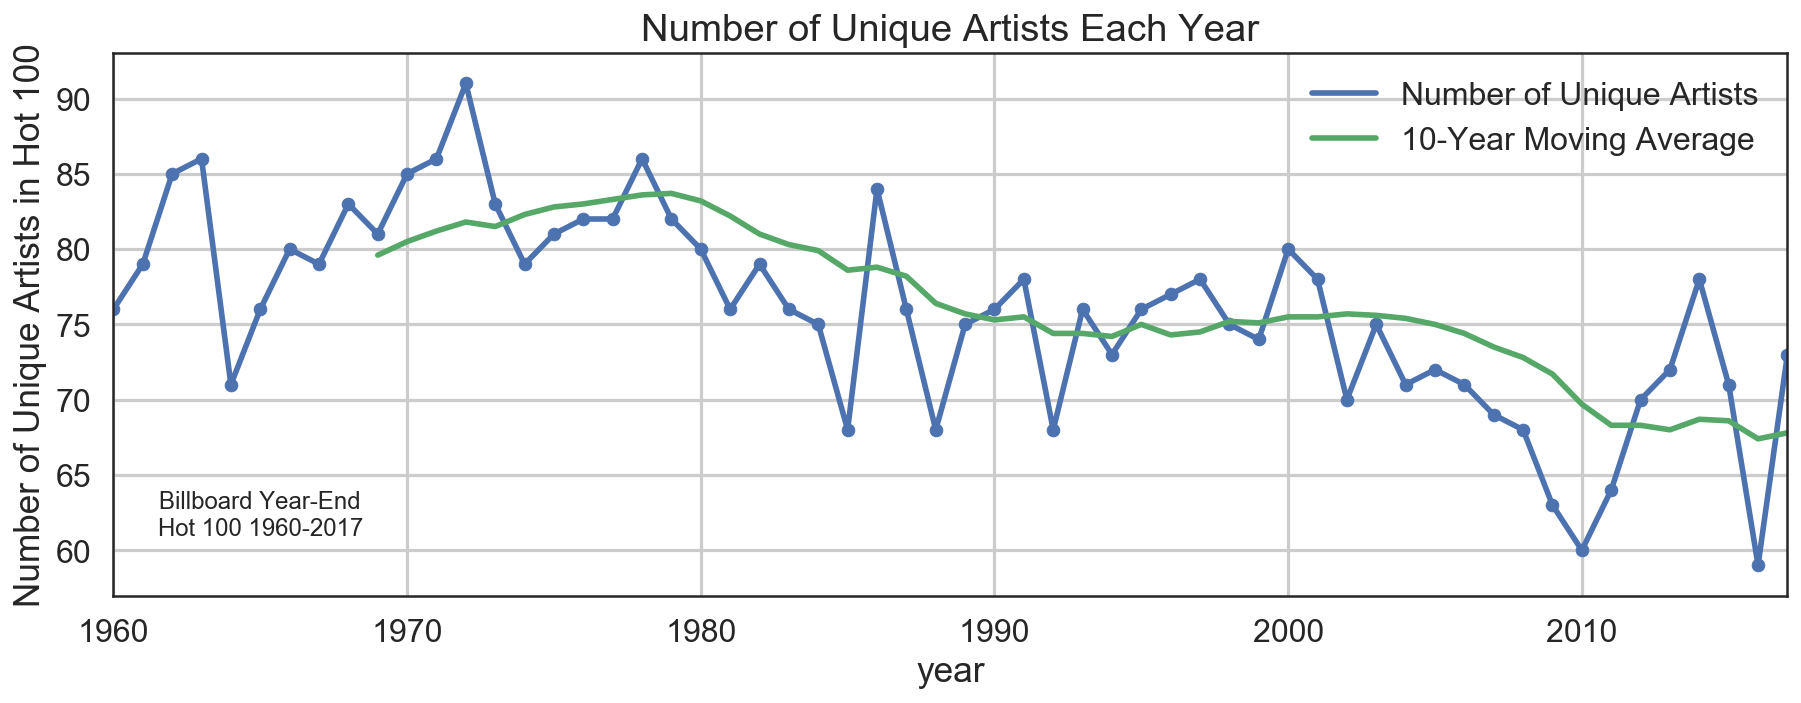 Number of Unique Artists Each Year
Number of Unique Artists in Hot 100
90
85
80
75
70
65
60
Number of Unique Artists
10-Year Moving Average
Billboard Year-End
Hot 100 1960-2017
1960 1970 1980 1990 2000 2010
year